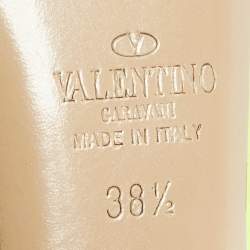 VALENTINO
GARAVANI
MADE IN ITALY
38½